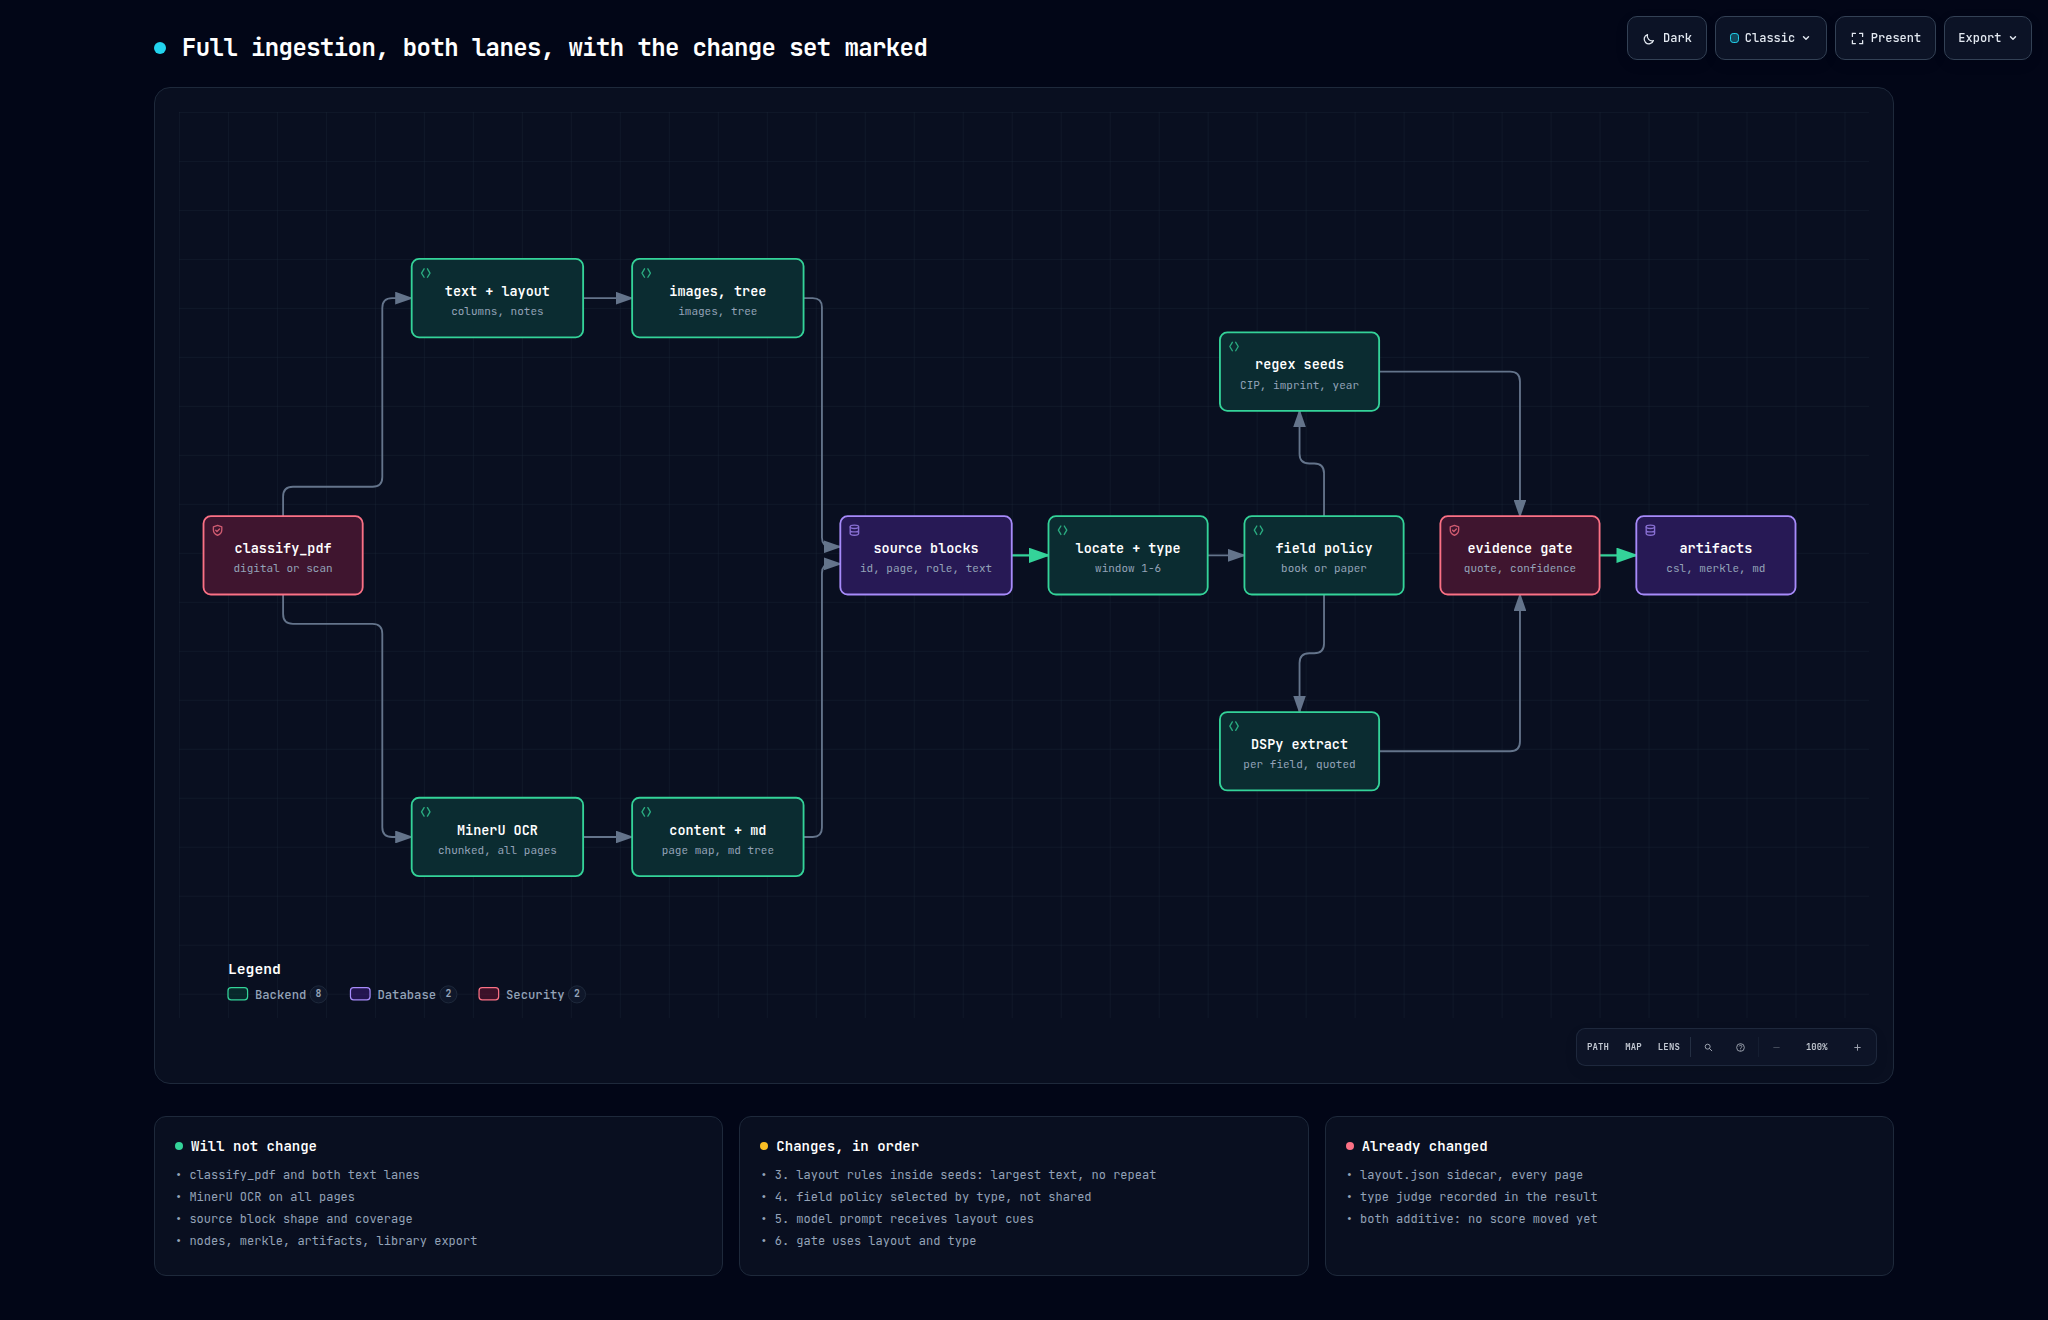 Full ingestion, both lanes, with the change set marked
Dark
Classic
Present
Export
text + layout
columns, notes
images, tree
images, tree
regex seeds
CIP, imprint, year
classify_pdf
digital or scan
source blocks
id, page, role, text
locate + type
window 1-6
field policy
book or paper
evidence gate
quote, confidence
artifacts
csl, merkle, md
DSPy extract
per field, quoted
MinerU OCR
chunked, all pages
content + md
page map, md tree
Legend
Backend 8
Database 2
Security 2
PATH MAP LENS − 100% +
Will not change
• classify_pdf and both text lanes
• MinerU OCR on all pages
• source block shape and coverage
• nodes, merkle, artifacts, library export
Changes, in order
• 3. layout rules inside seeds: largest text, no repeat
• 4. field policy selected by type, not shared
• 5. model prompt receives layout cues
• 6. gate uses layout and type
Already changed
• layout.json sidecar, every page
• type judge recorded in the result
• both additive: no score moved yet